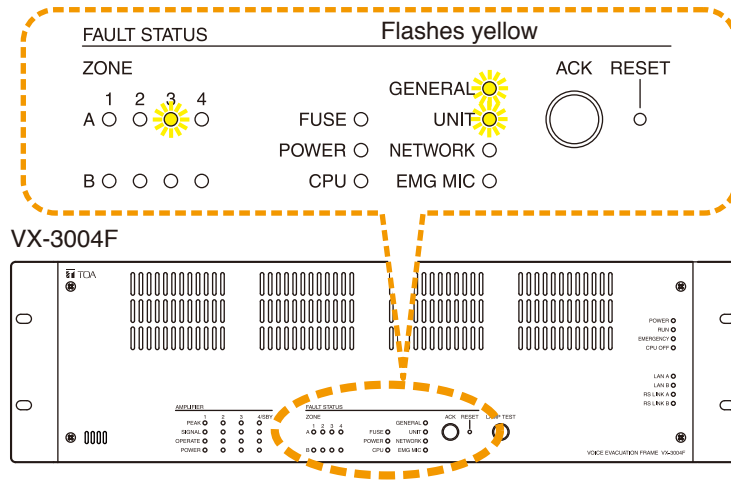 FAULT STATUS Flashes yellow
ZONE GENERAL ACK RESET
1 2 3 4
A FUSE UNIT
POWER NETWORK
B CPU EMG MIC
VX-3004F
TOA
POWER
RUN
EMERGENCY
CPU OFF
LAN A
LAN B
RS LINK A
RS LINK B
AMPLIFIER
1 2 3 4/SBY
PEAK
SIGNAL
OPERATE
POWER
FAULT STATUS
ZONE
1 2 3 4
A
B
FUSE
POWER
CPU
GENERAL
UNIT
NETWORK
EMG MIC
ACK RESET LAMP TEST
VOICE EVACUATION FRAME VX-3004F